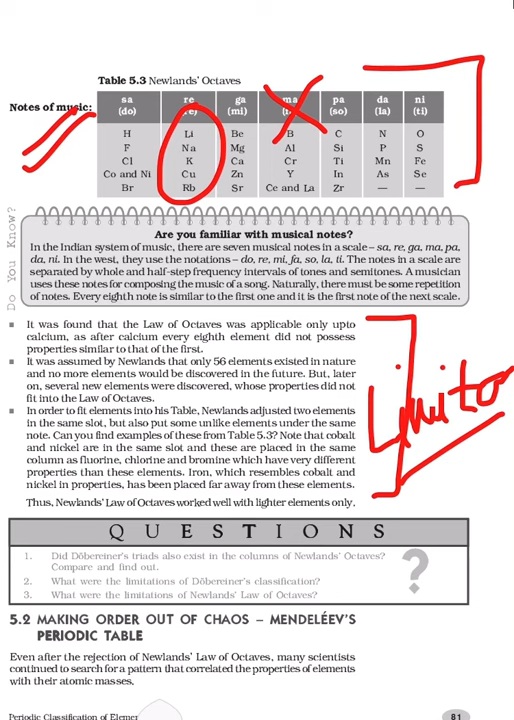 Table 5.3 Newlands' Octaves
Notes of music: sa re ga ma pa da ni
(do) (re) (mi) (so) (la) (ti)
H Li Be B C N O
F Na Mg Al Si P S
Cl K Ca Cr Ti Mn Fe
Co and Ni Cu Zn Y In As Se
Br Rb Sr Ce and La Zr — —
Do You Know?
Are you familiar with musical notes?
In the Indian system of music, there are seven musical notes in a scale – sa, re, ga, ma, pa,
da, ni. In the west, they use the notations – do, re, mi, fa, so, la, ti. The notes in a scale are
separated by whole and half-step frequency intervals of tones and semitones. A musician
uses these notes for composing the music of a song. Naturally, there must be some repetition
of notes. Every eighth note is similar to the first one and it is the first note of the next scale.
▪ It was found that the Law of Octaves was applicable only upto
calcium, as after calcium every eighth element did not possess
properties similar to that of the first.
▪ It was assumed by Newlands that only 56 elements existed in nature
and no more elements would be discovered in the future. But, later
on, several new elements were discovered, whose properties did not
fit into the Law of Octaves.
▪ In order to fit elements into his Table, Newlands adjusted two elements
in the same slot, but also put some unlike elements under the same
note. Can you find examples of these from Table 5.3? Note that cobalt
and nickel are in the same slot and these are placed in the same
column as fluorine, chlorine and bromine which have very different
properties than these elements. Iron, which resembles cobalt and
nickel in properties, has been placed far away from these elements.
Thus, Newlands' Law of Octaves worked well with lighter elements only.
QUESTIONS
?
1. Did Döbereiner's triads also exist in the columns of Newlands' Octaves?
Compare and find out.
2. What were the limitations of Döbereiner's classification?
3. What were the limitations of Newlands' Law of Octaves?
5.2 MAKING ORDER OUT OF CHAOS – MENDELÉEV'S
PERIODIC TABLE
Even after the rejection of Newlands' Law of Octaves, many scientists
continued to search for a pattern that correlated the properties of elements
with their atomic masses.
Periodic Classification of Elemen
81